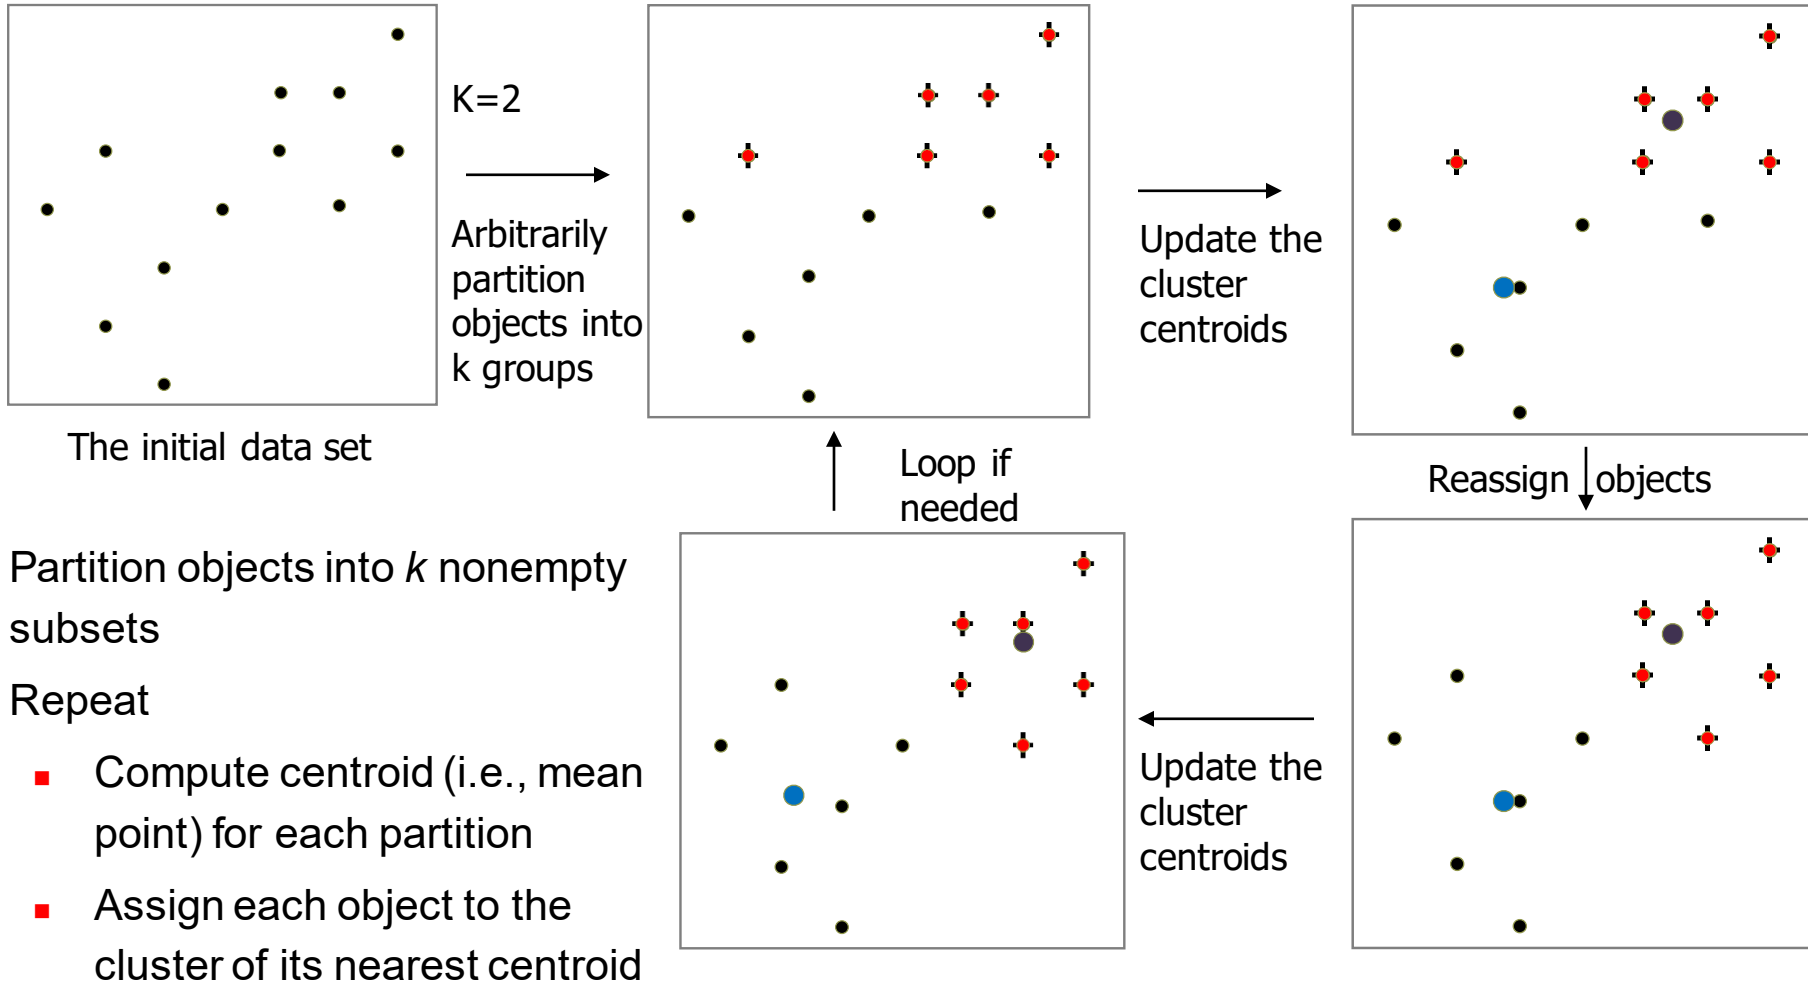 K=2
Arbitrarily
partition
objects into
k groups
Update the
cluster
centroids
The initial data set
Loop if
needed
Reassign objects
Update the
cluster
centroids
Partition objects into k nonempty
subsets
Repeat
Compute centroid (i.e., mean
point) for each partition
Assign each object to the
cluster of its nearest centroid